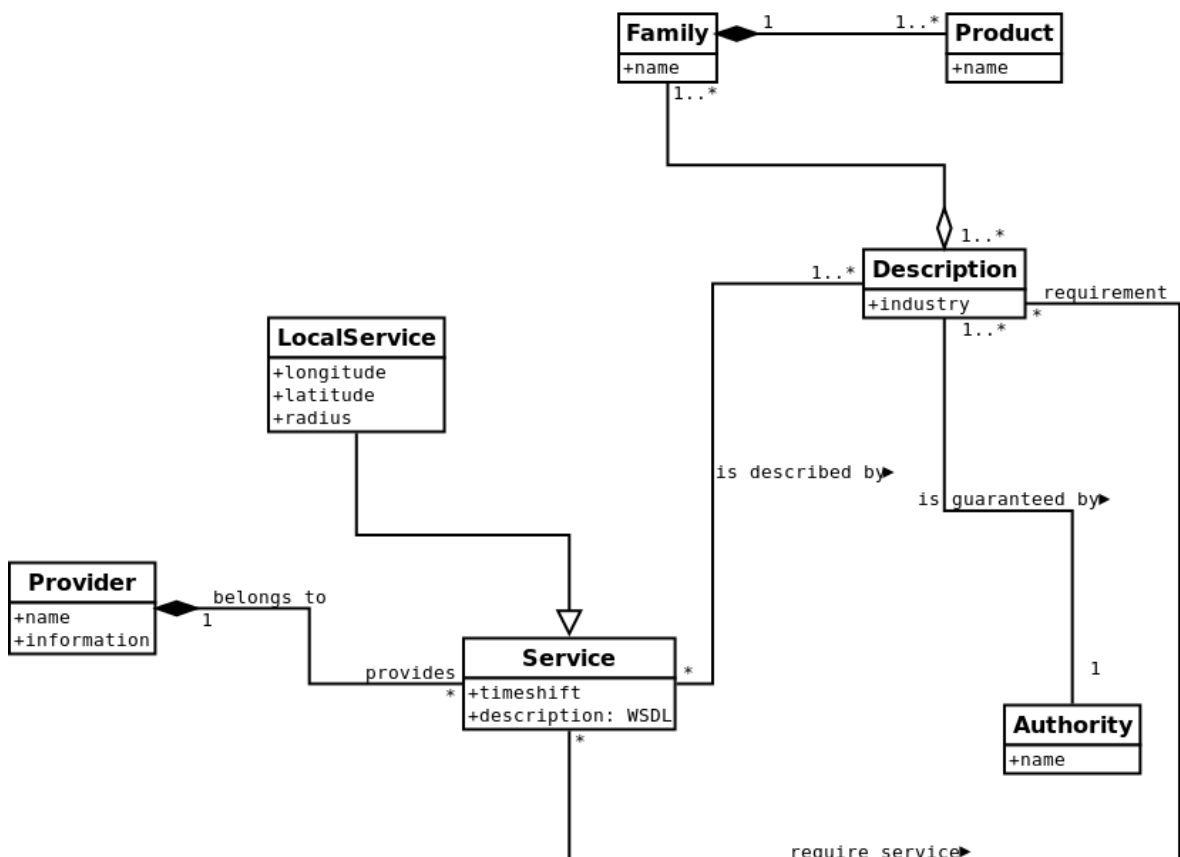 Family
+name
1
1..*
Product
+name
1..*
1..*
Description
+industry
1..*
requirement
*
1..*
LocalService
+longitude
+latitude
+radius
is described by►
is guaranteed by►
Provider
+name
+information
belongs to
1
provides
*
Service
+timeshift
+description: WSDL
*
*
1
Authority
+name
require service►